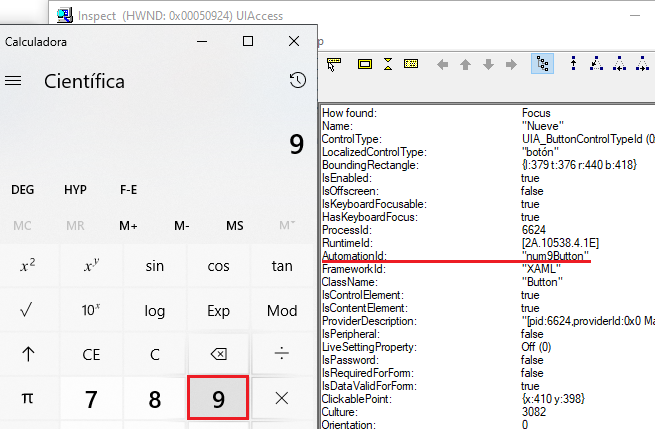 Inspect (HWND: 0x00050924) UIAccess
Calculadora
Científica
9
DEG HYP F-E
MC MR M+ M- MS M˅
x² xʸ sin cos tan
√ 10ˣ log Exp Mod
↑ CE C ⌫ ÷
π 7 8 9 ×
How found: Focus
Name: "Nueve"
ControlType: UIA_ButtonControlTypeId (0
LocalizedControlType: "botón"
BoundingRectangle: {l:379 t:376 r:440 b:418}
IsEnabled: true
IsOffscreen: false
IsKeyboardFocusable: true
HasKeyboardFocus: true
ProcessId: 6624
RuntimeId: [2A.10538.4.1E]
AutomationId: "num9Button"
FrameworkId: "XAML"
ClassName: "Button"
IsControlElement: true
IsContentElement: true
ProviderDescription: "[pid:6624,providerId:0x0 Ma
IsPeripheral: false
LiveSettingProperty: Off (0)
IsPassword: false
IsRequiredForForm: false
IsDataValidForForm: true
ClickablePoint: {x:410 y:398}
Culture: 3082
Orientation: 0